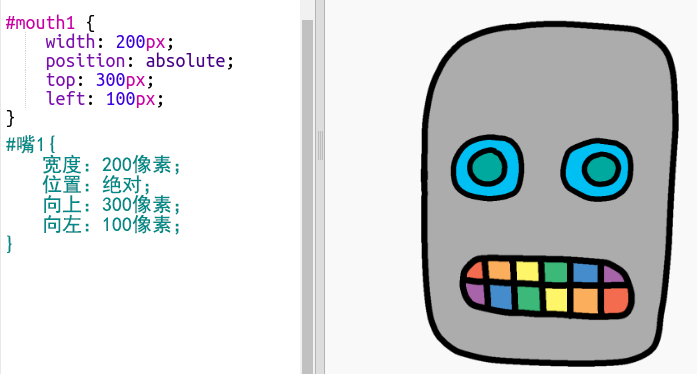 #mouth1 {
width: 200px;
position: absolute;
top: 300px;
left: 100px;
}
#嘴1{
宽度：200像素；
位置：绝对；
向上：300像素；
向左：100像素；
}